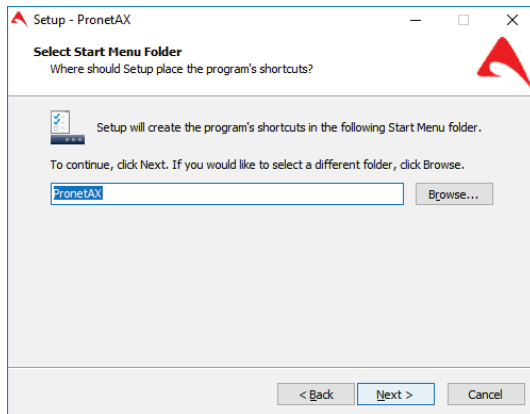 Setup - PronetAX
Select Start Menu Folder
Where should Setup place the program's shortcuts?
Setup will create the program's shortcuts in the following Start Menu folder.
To continue, click Next. If you would like to select a different folder, click Browse.
PronetAX
Browse...
< Back
Next >
Cancel